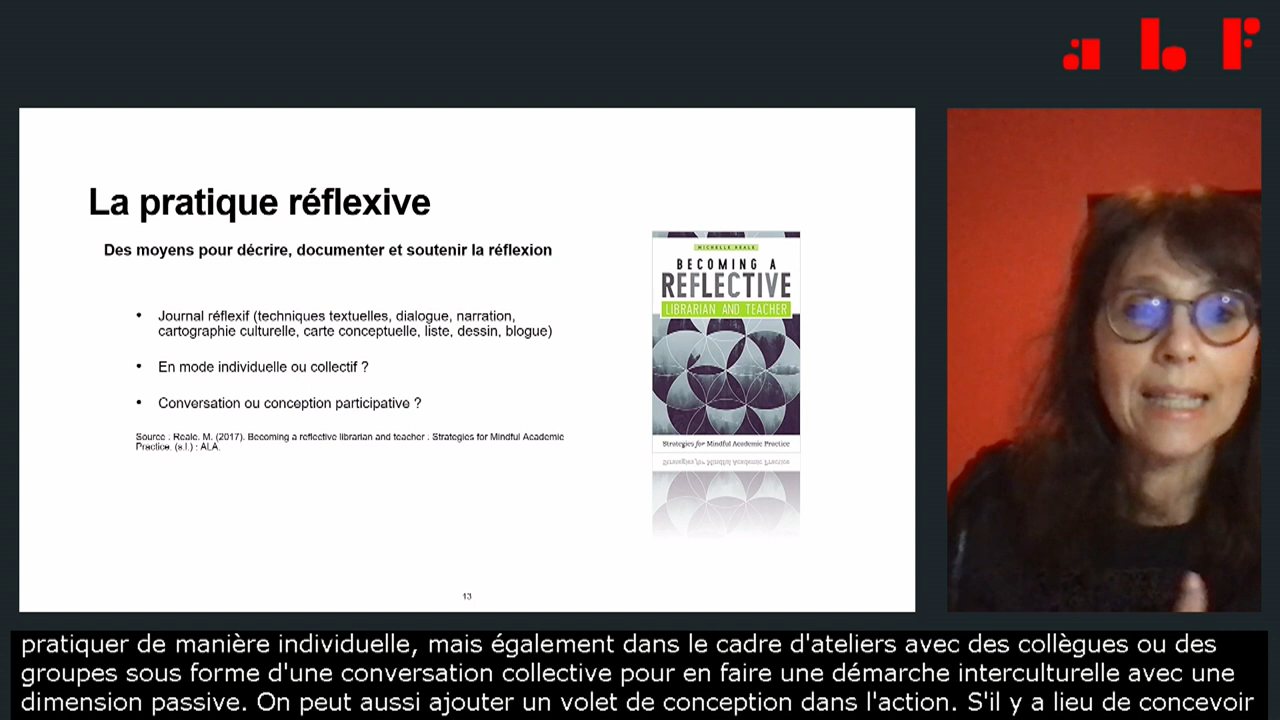 abf
La pratique réflexive
Des moyens pour décrire, documenter et soutenir la réflexion
• Journal réflexif (techniques textuelles, dialogue, narration,
cartographie culturelle, carte conceptuelle, liste, dessin, blogue)
• En mode individuelle ou collectif ?
• Conversation ou conception participative ?
Source : Reale. M. (2017). Becoming a reflective librarian and teacher : Strategies for Mindful Academic
Practice. (s.l.) : ALA.
MICHELLE REALE
BECOMING A
REFLECTIVE
LIBRARIAN AND TEACHER
Strategies for Mindful Academic Practice
13
pratiquer de manière individuelle, mais également dans le cadre d'ateliers avec des collègues ou des
groupes sous forme d'une conversation collective pour en faire une démarche interculturelle avec une
dimension passive. On peut aussi ajouter un volet de conception dans l'action. S'il y a lieu de concevoir